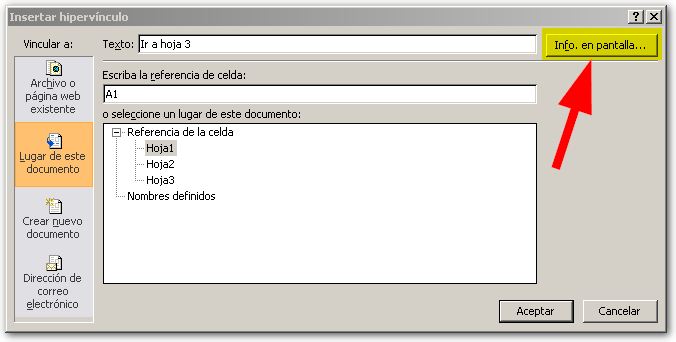 Insertar hipervínculo
Vincular a:
Texto: Ir a hoja 3
Info. en pantalla...
Archivo o
página web
existente
Escriba la referencia de celda:
A1
o seleccione un lugar de este documento:
Lugar de este
documento
Referencia de la celda
Hoja1
Hoja2
Hoja3
Nombres definidos
Crear nuevo
documento
Dirección de
correo
electrónico
Aceptar
Cancelar